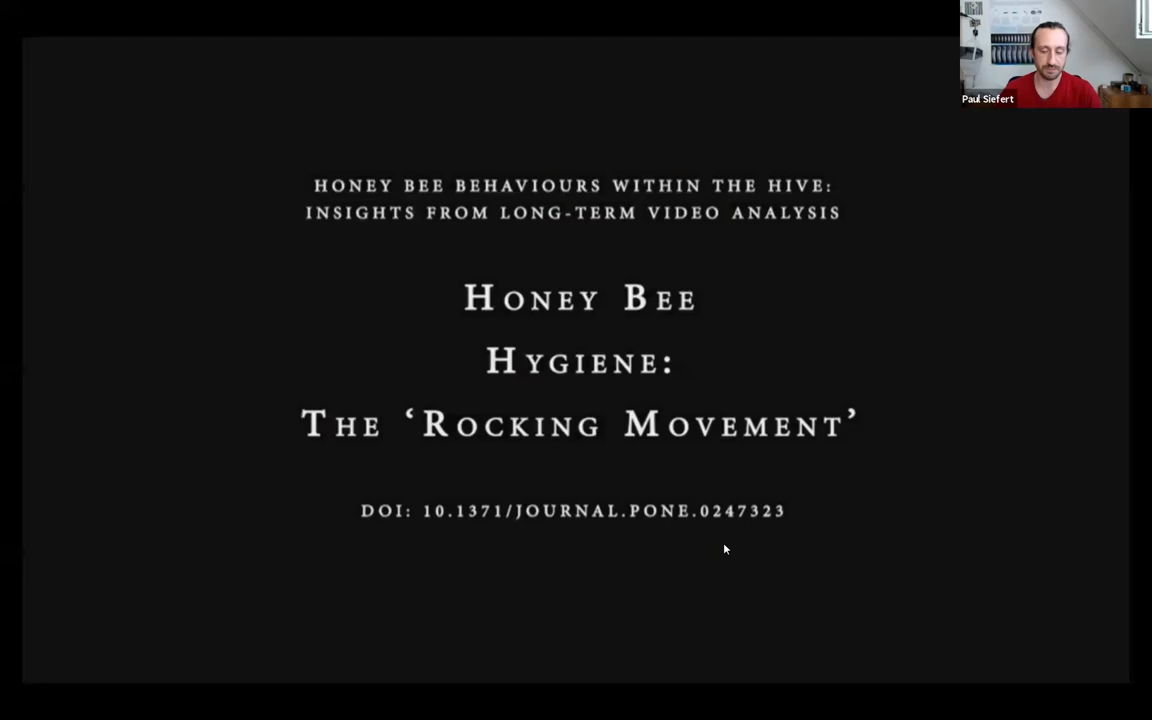 HONEY BEE BEHAVIOURS WITHIN THE HIVE:
INSIGHTS FROM LONG-TERM VIDEO ANALYSIS
HONEY BEE
HYGIENE:
THE ‘ROCKING MOVEMENT’
DOI: 10.1371/JOURNAL.PONE.0247323
Paul Siefert